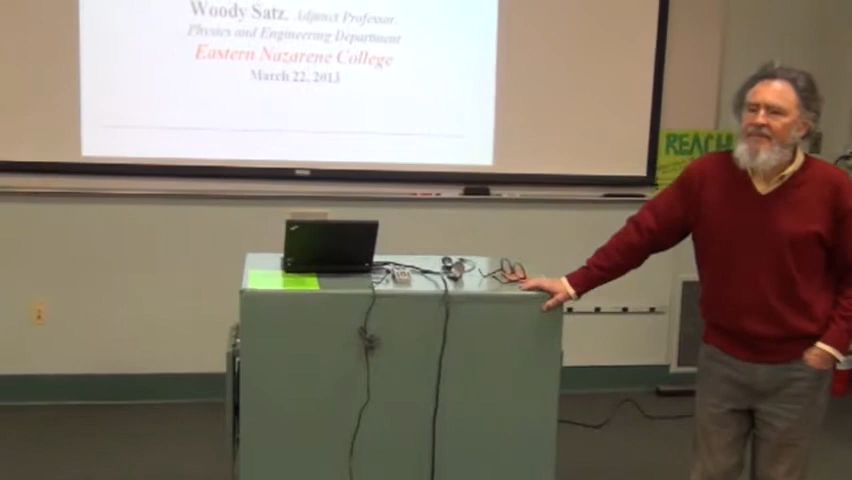 Woody Satz, Adjunct Professor
Physics and Engineering Department
Eastern Nazarene College
March 22, 2013
REACH